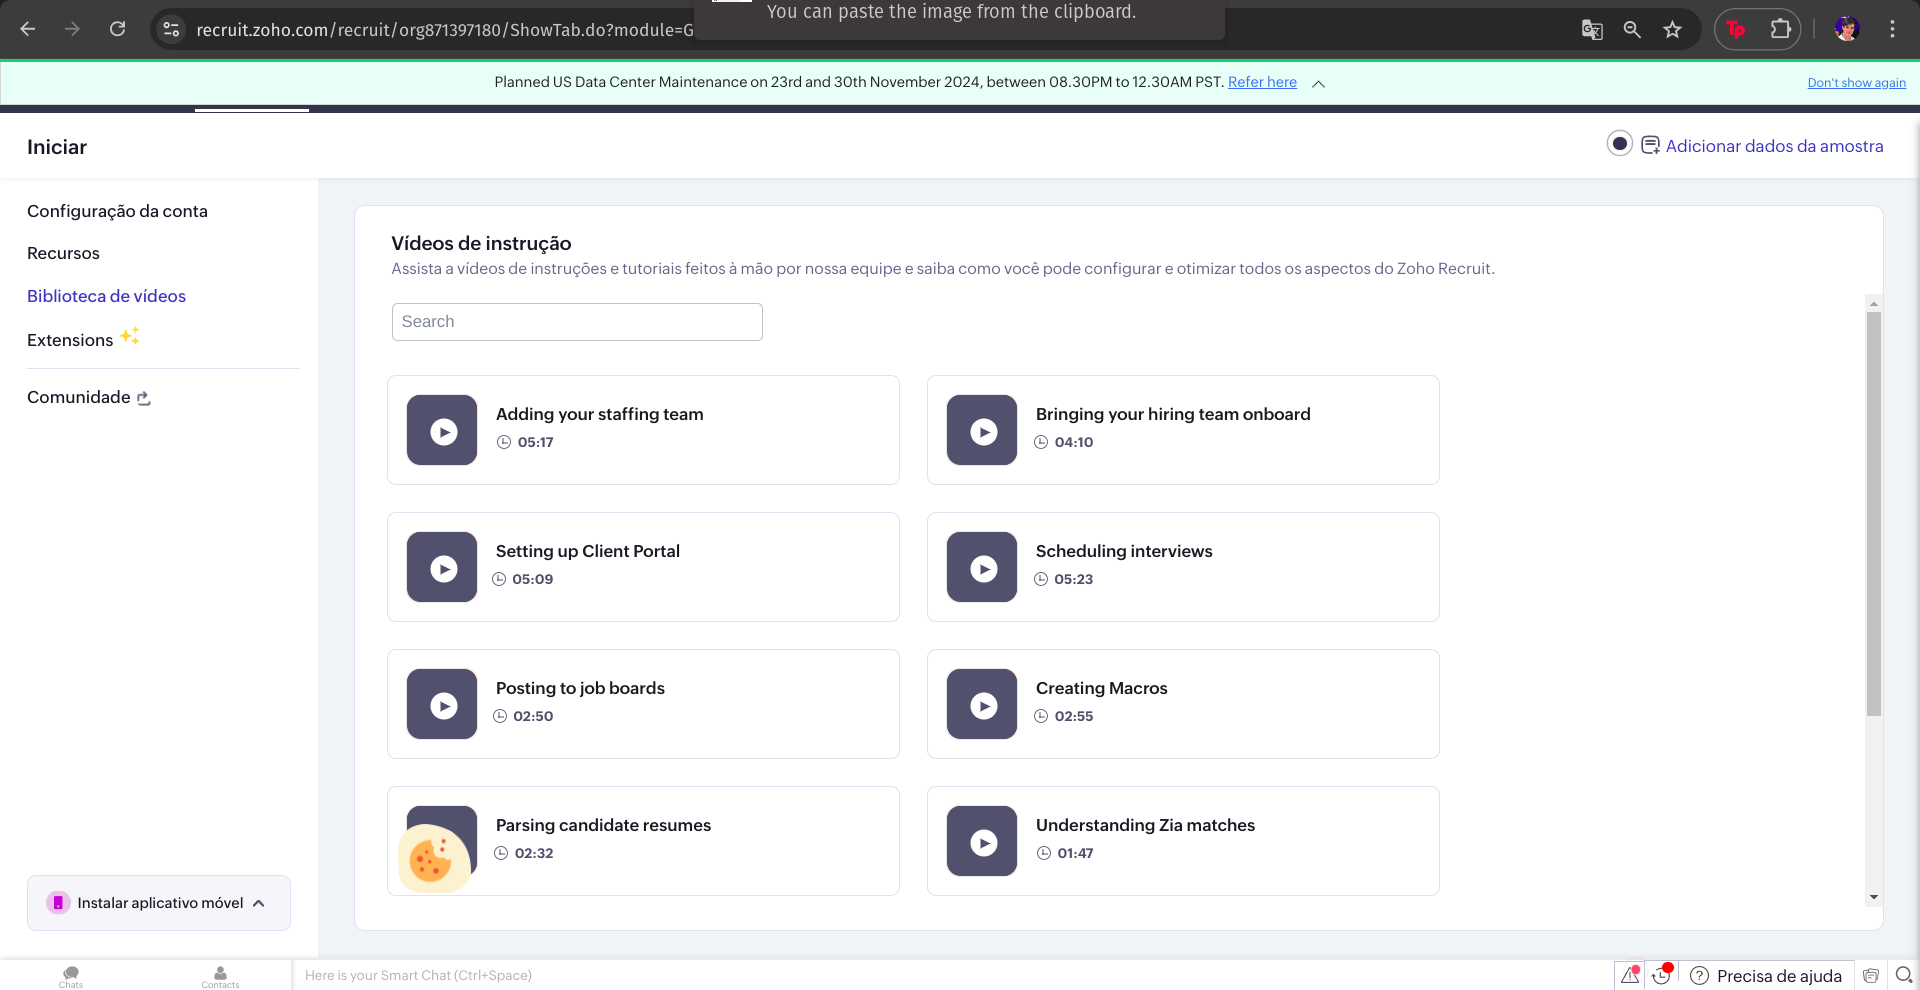 You can paste the image from the clipboard.
recruit.zoho.com/recruit/org871397180/ShowTab.do?module=G
Tp
Planned US Data Center Maintenance on 23rd and 30th November 2024, between 08.30PM to 12.30AM PST. Refer here
Don't show again
Iniciar
Adicionar dados da amostra
Configuração da conta
Recursos
Biblioteca de vídeos
Extensions
Comunidade
Vídeos de instrução
Assista a vídeos de instruções e tutoriais feitos à mão por nossa equipe e saiba como você pode configurar e otimizar todos os aspectos do Zoho Recruit.
Search
Adding your staffing team
05:17
Bringing your hiring team onboard
04:10
Setting up Client Portal
05:09
Scheduling interviews
05:23
Posting to job boards
02:50
Creating Macros
02:55
Parsing candidate resumes
02:32
Understanding Zia matches
01:47
Instalar aplicativo móvel
Chats
Contacts
Here is your Smart Chat (Ctrl+Space)
Precisa de ajuda